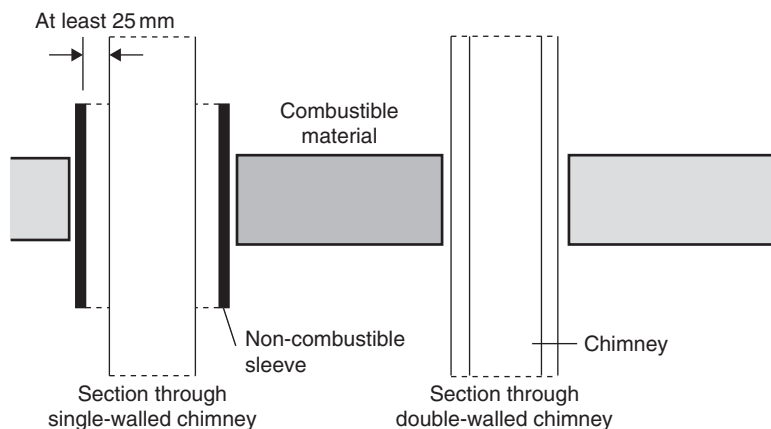 At least 25 mm
Combustible
material
Non-combustible
sleeve
Chimney
Section through
single-walled chimney
Section through
double-walled chimney